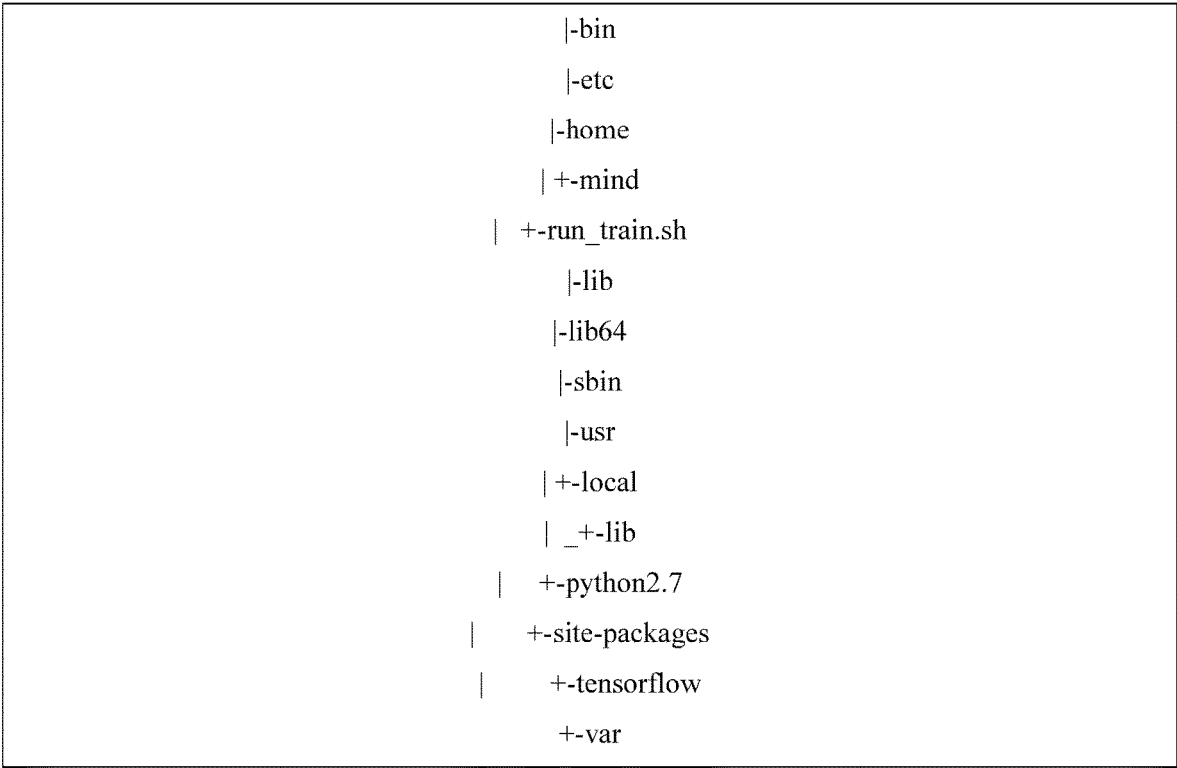 |-bin
|-etc
|-home
| +-mind
|   +-run_train.sh
|-lib
|-lib64
|-sbin
|-usr
| +-local
|  _+-lib
|     +-python2.7
|       +-site-packages
|         +-tensorflow
+-var